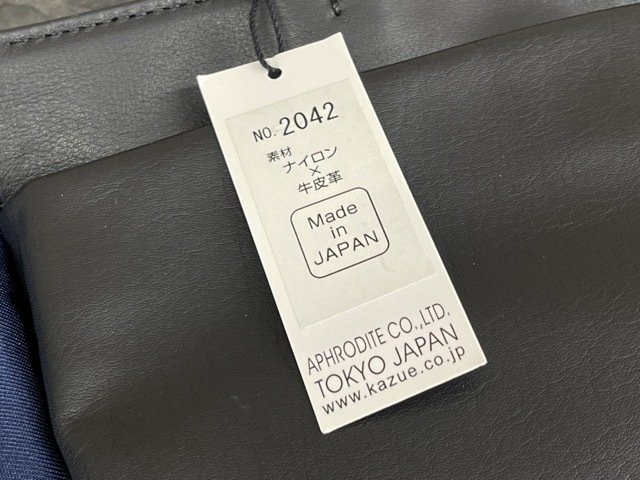 NO. 2042
素材
ナイロン
×
牛皮革
Made
in
JAPAN
APHRODITE CO.,LTD.
TOKYO JAPAN
www.kazue.co.jp